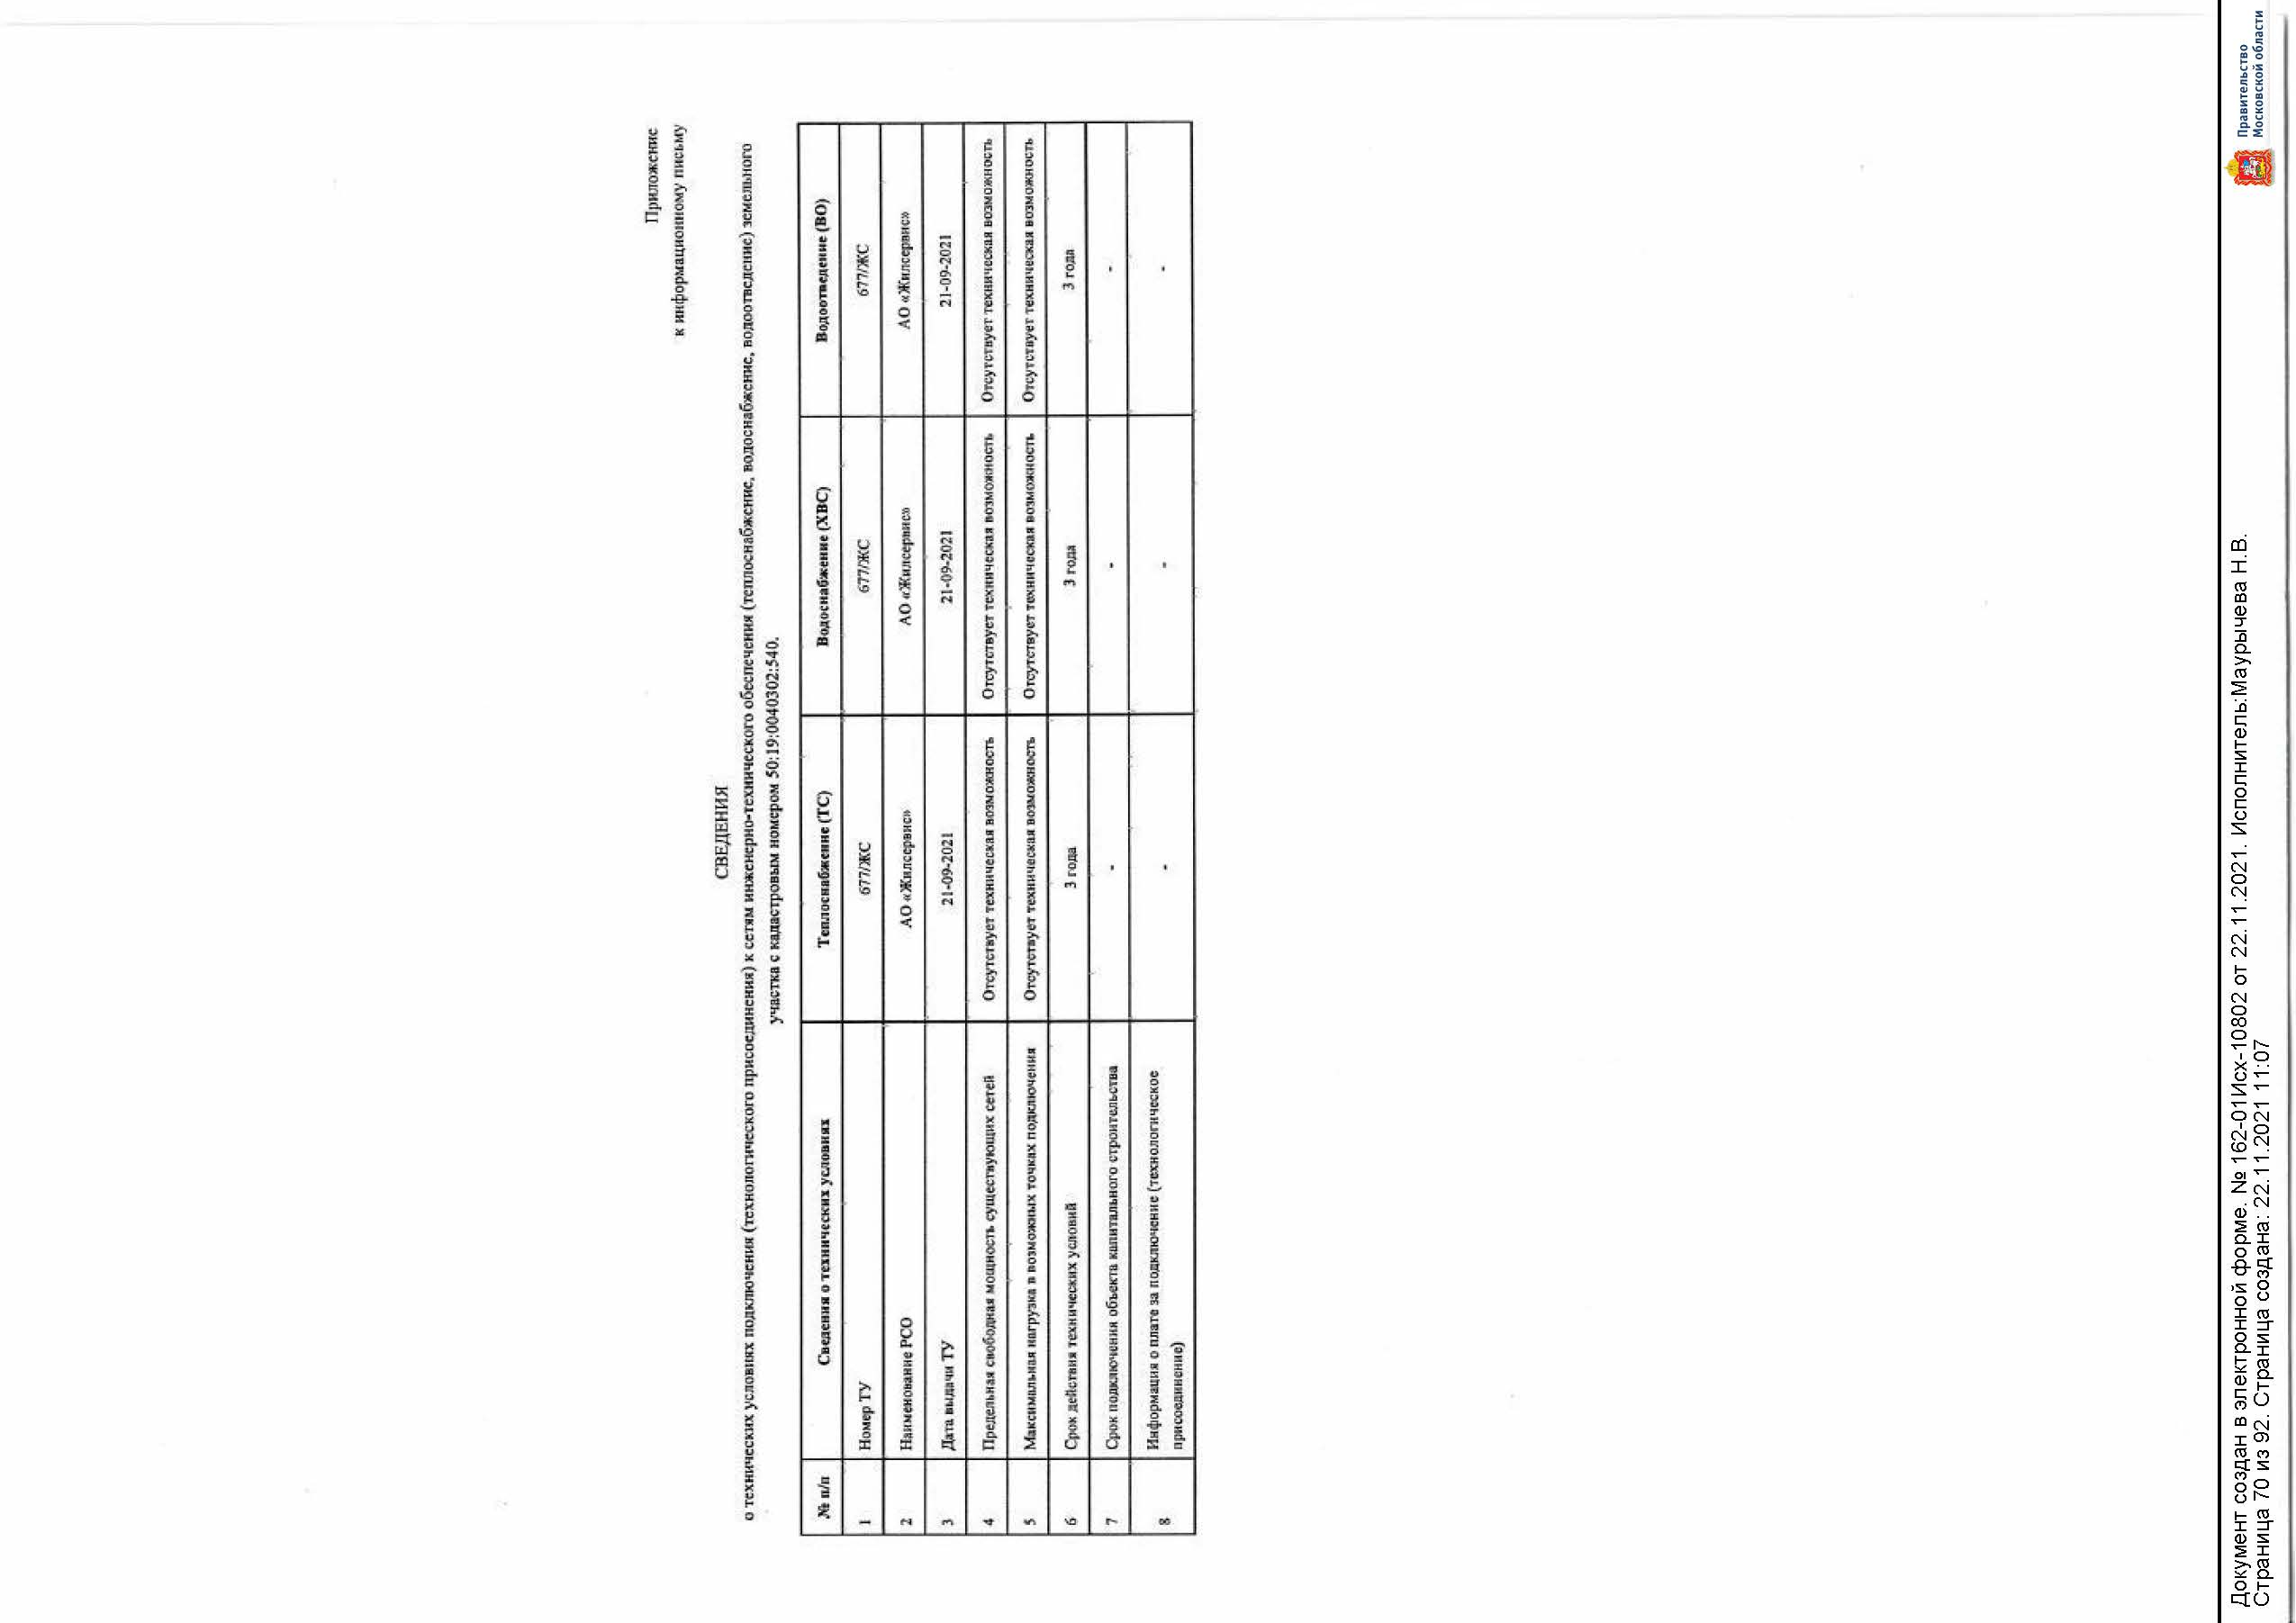 Приложение
к информационному письму
СВЕДЕНИЯ
о технических условиях подключения (технологического присоединения) к сетям инженерно-технического обеспечения (теплоснабжение, водоснабжение, водоотведение) земельного
участка с кадастровым номером 50:19:0040302:540.
№ п/п Сведения о технических условиях Теплоснабжение (ТС) Водоснабжение (ХВС) Водоотведение (ВО)
1 Номер ТУ 677/ЖС 677/ЖС 677/ЖС
2 Наименование РСО АО «Жилсервис» АО «Жилсервис» АО «Жилсервис»
3 Дата выдачи ТУ 21-09-2021 21-09-2021 21-09-2021
4 Предельная свободная мощность существующих сетей Отсутствует техническая возможность Отсутствует техническая возможность Отсутствует техническая возможность
5 Максимальная нагрузка в возможных точках подключения Отсутствует техническая возможность Отсутствует техническая возможность Отсутствует техническая возможность
6 Срок действия технических условий 3 года 3 года 3 года
7 Срок подключения объекта капитального строительства - - -
8 Информация о плате за подключение (технологическое - - -
присоединение)
Документ создан в электронной форме. № 162-01Исх-10802 от 22.11.2021. Исполнитель:Маурычева Н.В.
Страница 70 из 92. Страница создана: 22.11.2021 11:07
Правительство
Московской области